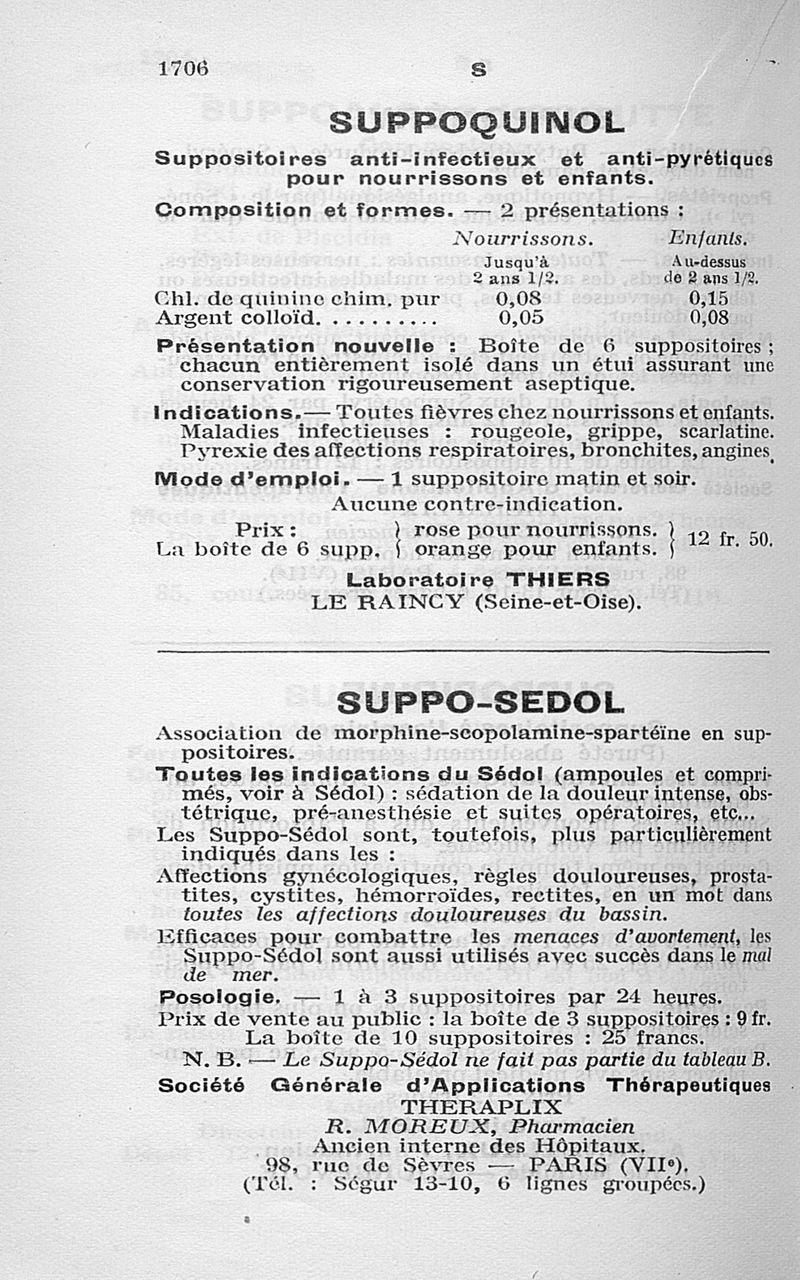 1706
S
SUPPOQUINOL
Suppositoires anti-infectieux et anti-pyrétiques
pour nourrissons et enfants.
Composition et formes. — 2 présentations :
Nourrissons. Enfants.
Jusqu'à Au-dessus
2 ans 1/2. de 2 ans 1/2.
Chl. de quinine chim. pur 0,08 0,15
Argent colloïd. . . . . . . . . . . 0,05 0,08
Présentation nouvelle : Boîte de 6 suppositoires ;
chacun entièrement isolé dans un étui assurant une
conservation rigoureusement aseptique.
Indications.— Toutes fièvres chez nourrissons et enfants.
Maladies infectieuses : rougeole, grippe, scarlatine.
Pyrexie des affections respiratoires, bronchites, angines.
Mode d'emploi. — 1 suppositoire matin et soir.
Aucune contre-indication.
Prix : } rose pour nourrissons. } 12 fr. 50.
La boîte de 6 supp. { orange pour enfants. )
Laboratoire THIERS
LE RAINCY (Seine-et-Oise).
SUPPO-SEDOL
Association de morphine-scopolamine-spartéïne en sup-
positoires.
Toutes les indications du Sédol (ampoules et compri-
més, voir à Sédol) : sédation de la douleur intense, obs-
tétrique, pré-anesthésie et suites opératoires, etc...
Les Suppo-Sédol sont, toutefois, plus particulièrement
indiqués dans les :
Affections gynécologiques, règles douloureuses, prosta-
tites, cystites, hémorroïdes, rectites, en un mot dans
toutes les affections douloureuses du bassin.
Efficaces pour combattre les menaces d'avortement, les
Suppo-Sédol sont aussi utilisés avec succès dans le mal
de mer.
Posologie. — 1 à 3 suppositoires par 24 heures.
Prix de vente au public : la boîte de 3 suppositoires : 9 fr.
La boîte de 10 suppositoires : 25 francs.
N. B. — Le Suppo-Sédol ne fait pas partie du tableau B.
Société Générale d'Applications Thérapeutiques
THERAPLIX
R. MOREUX, Pharmacien
Ancien interne des Hôpitaux.
98, rue de Sèvres — PARIS (VIIe).
(Tél. : Ségur 13-10, 6 lignes groupées.)